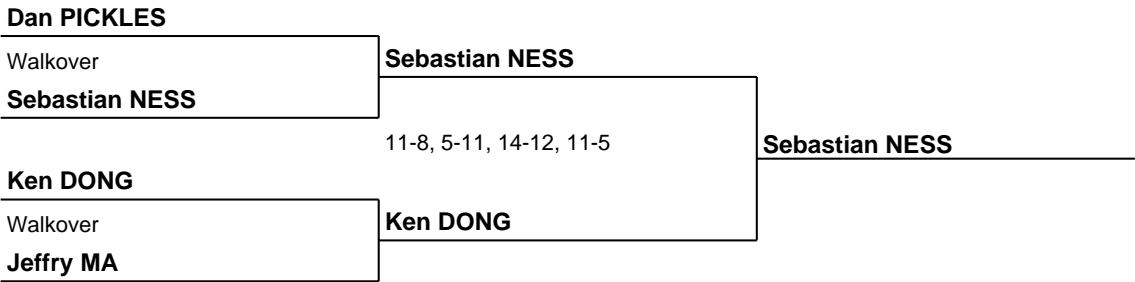 Dan PICKLES
Walkover
Sebastian NESS
Sebastian NESS
11-8, 5-11, 14-12, 11-5
Sebastian NESS
Ken DONG
Walkover
Ken DONG
Jeffry MA